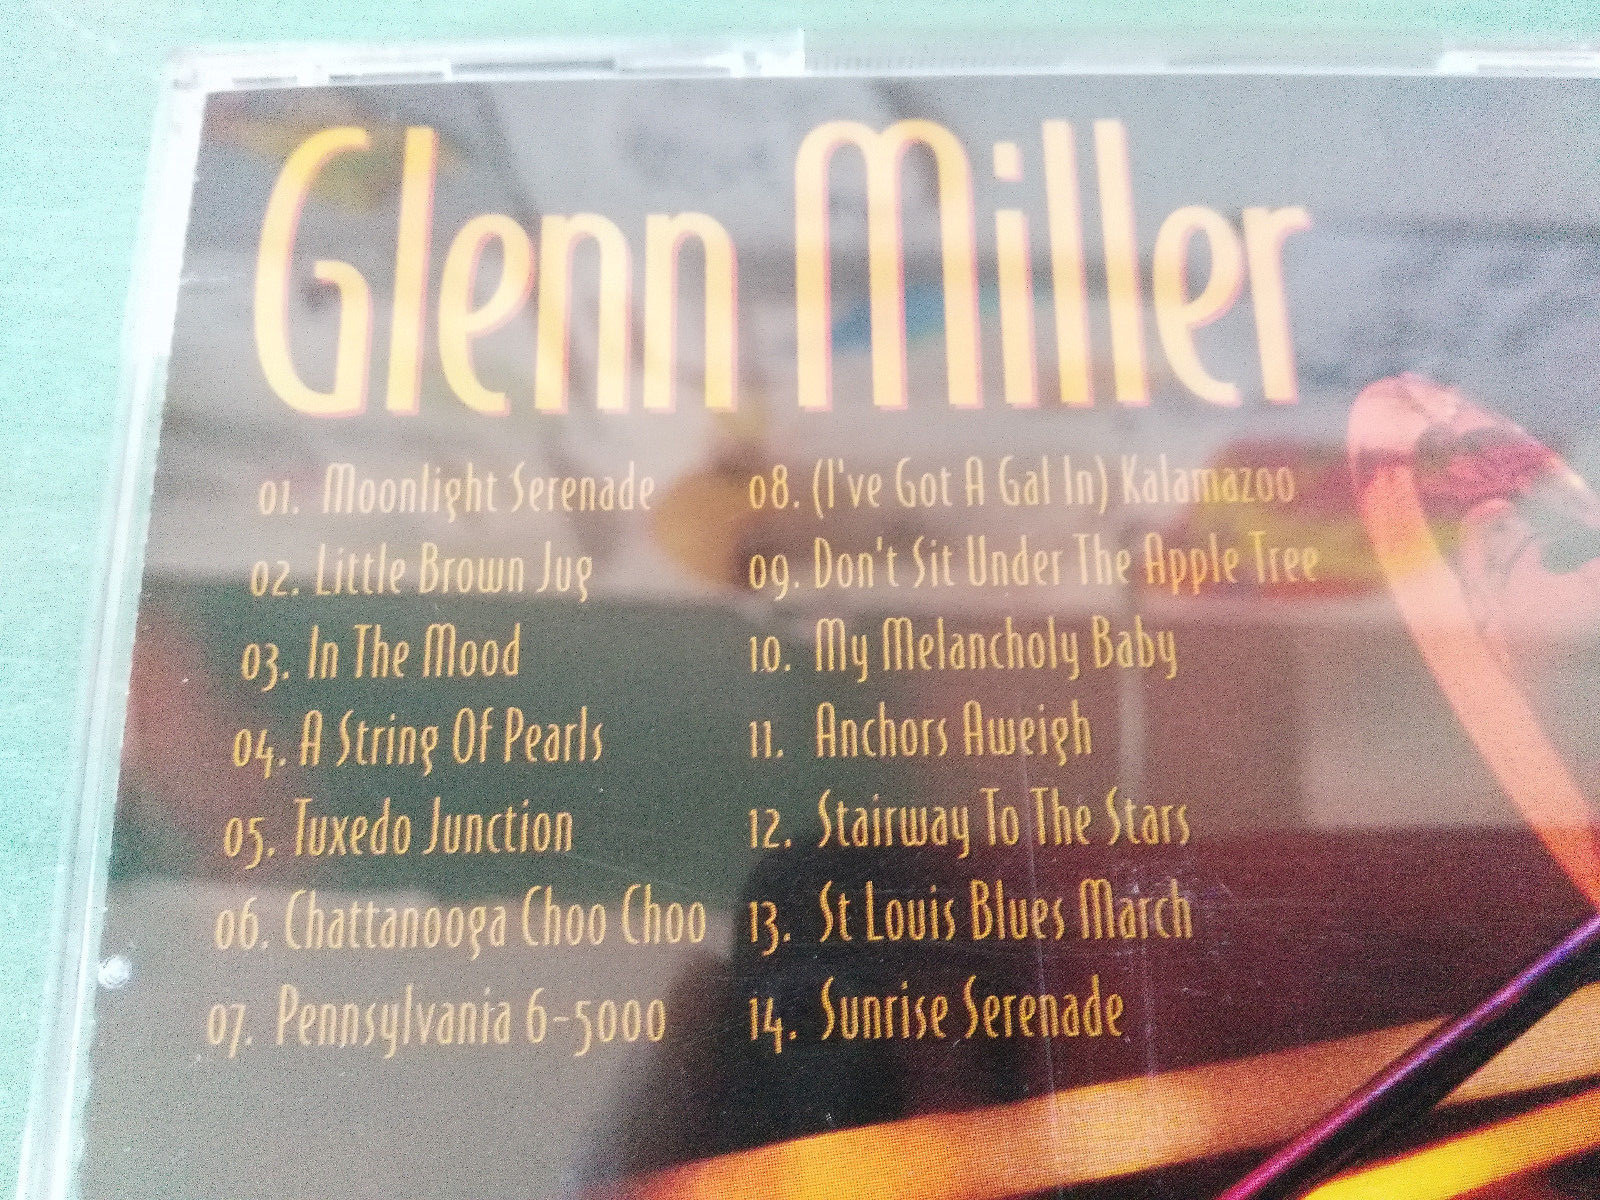 Glenn Miller
01. Moonlight Serenade
02. Little Brown Jug
03. In The Mood
04. A String Of Pearls
05. Tuxedo Junction
06. Chattanooga Choo Choo
07. Pennsylvania 6-5000
08. (I've Got A Gal In) Kalamazoo
09. Don't Sit Under The Apple Tree
10. My Melancholy Baby
11. Anchors Aweigh
12. Stairway To The Stars
13. St Louis Blues March
14. Sunrise Serenade